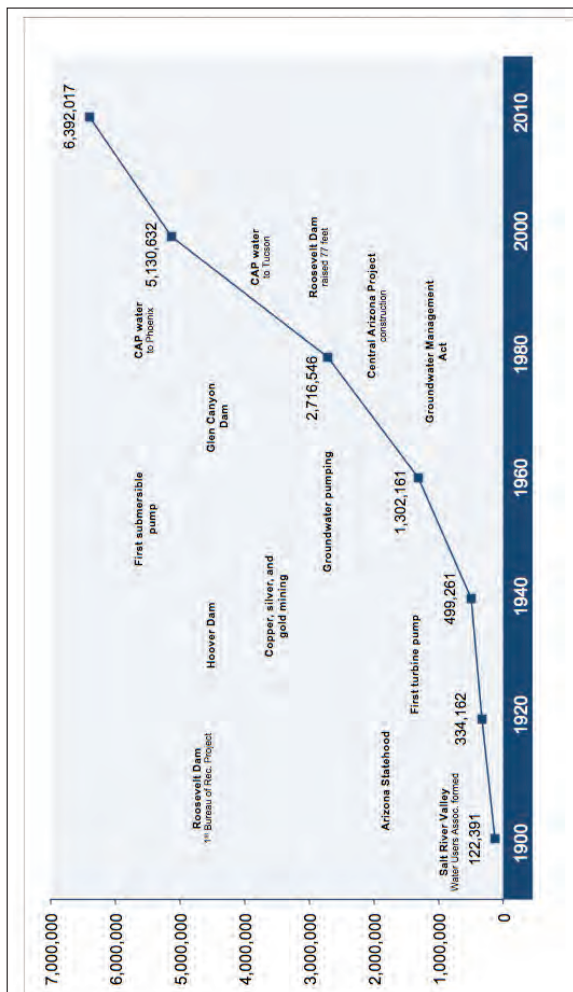 7,000,000
6,000,000
5,000,000
4,000,000
3,000,000
2,000,000
1,000,000
0
6,392,017
5,130,632
CAP water
to Phoenix
First submersible
pump
Glen Canyon
Dam
Roosevelt Dam
1st Bureau of Rec. Project
Hoover Dam
CAP water
to Tucson
Copper, silver, and
gold mining
Roosevelt Dam
raised 77 feet
2,716,546
Groundwater pumping
Central Arizona Project
construction
Arizona Statehood
First turbine pump
1,302,161
Groundwater Management
Act
Salt River Valley
Water Users Assoc. formed
122,391
334,162
499,261
1900
1920
1940
1960
1980
2000
2010